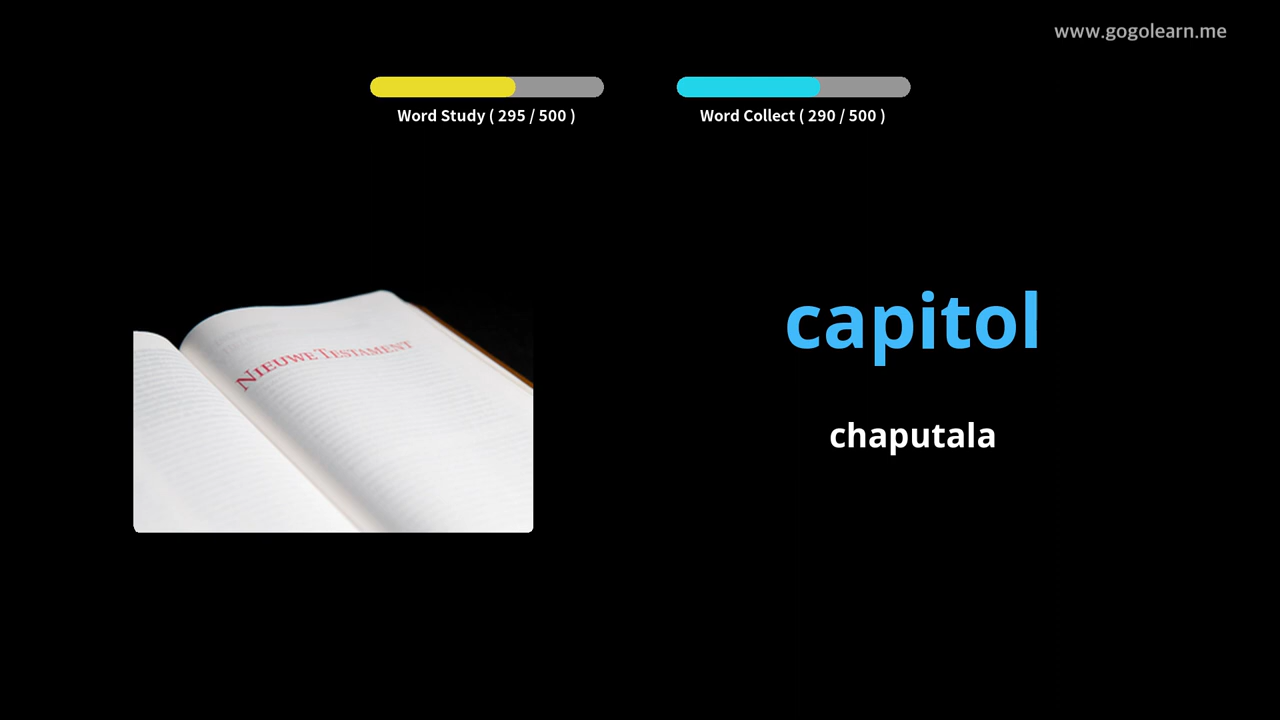 www.gogolearn.me
Word Study ( 295 / 500 )
Word Collect ( 290 / 500 )
NIEUWE TESTAMENT
capitol
chaputala